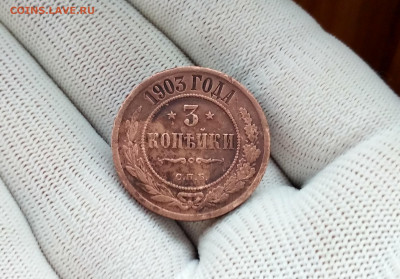 COINS.LAVE.RU
1903 ГОДА
★ 3 ★
КОПѢЙКИ
С.П.Б.